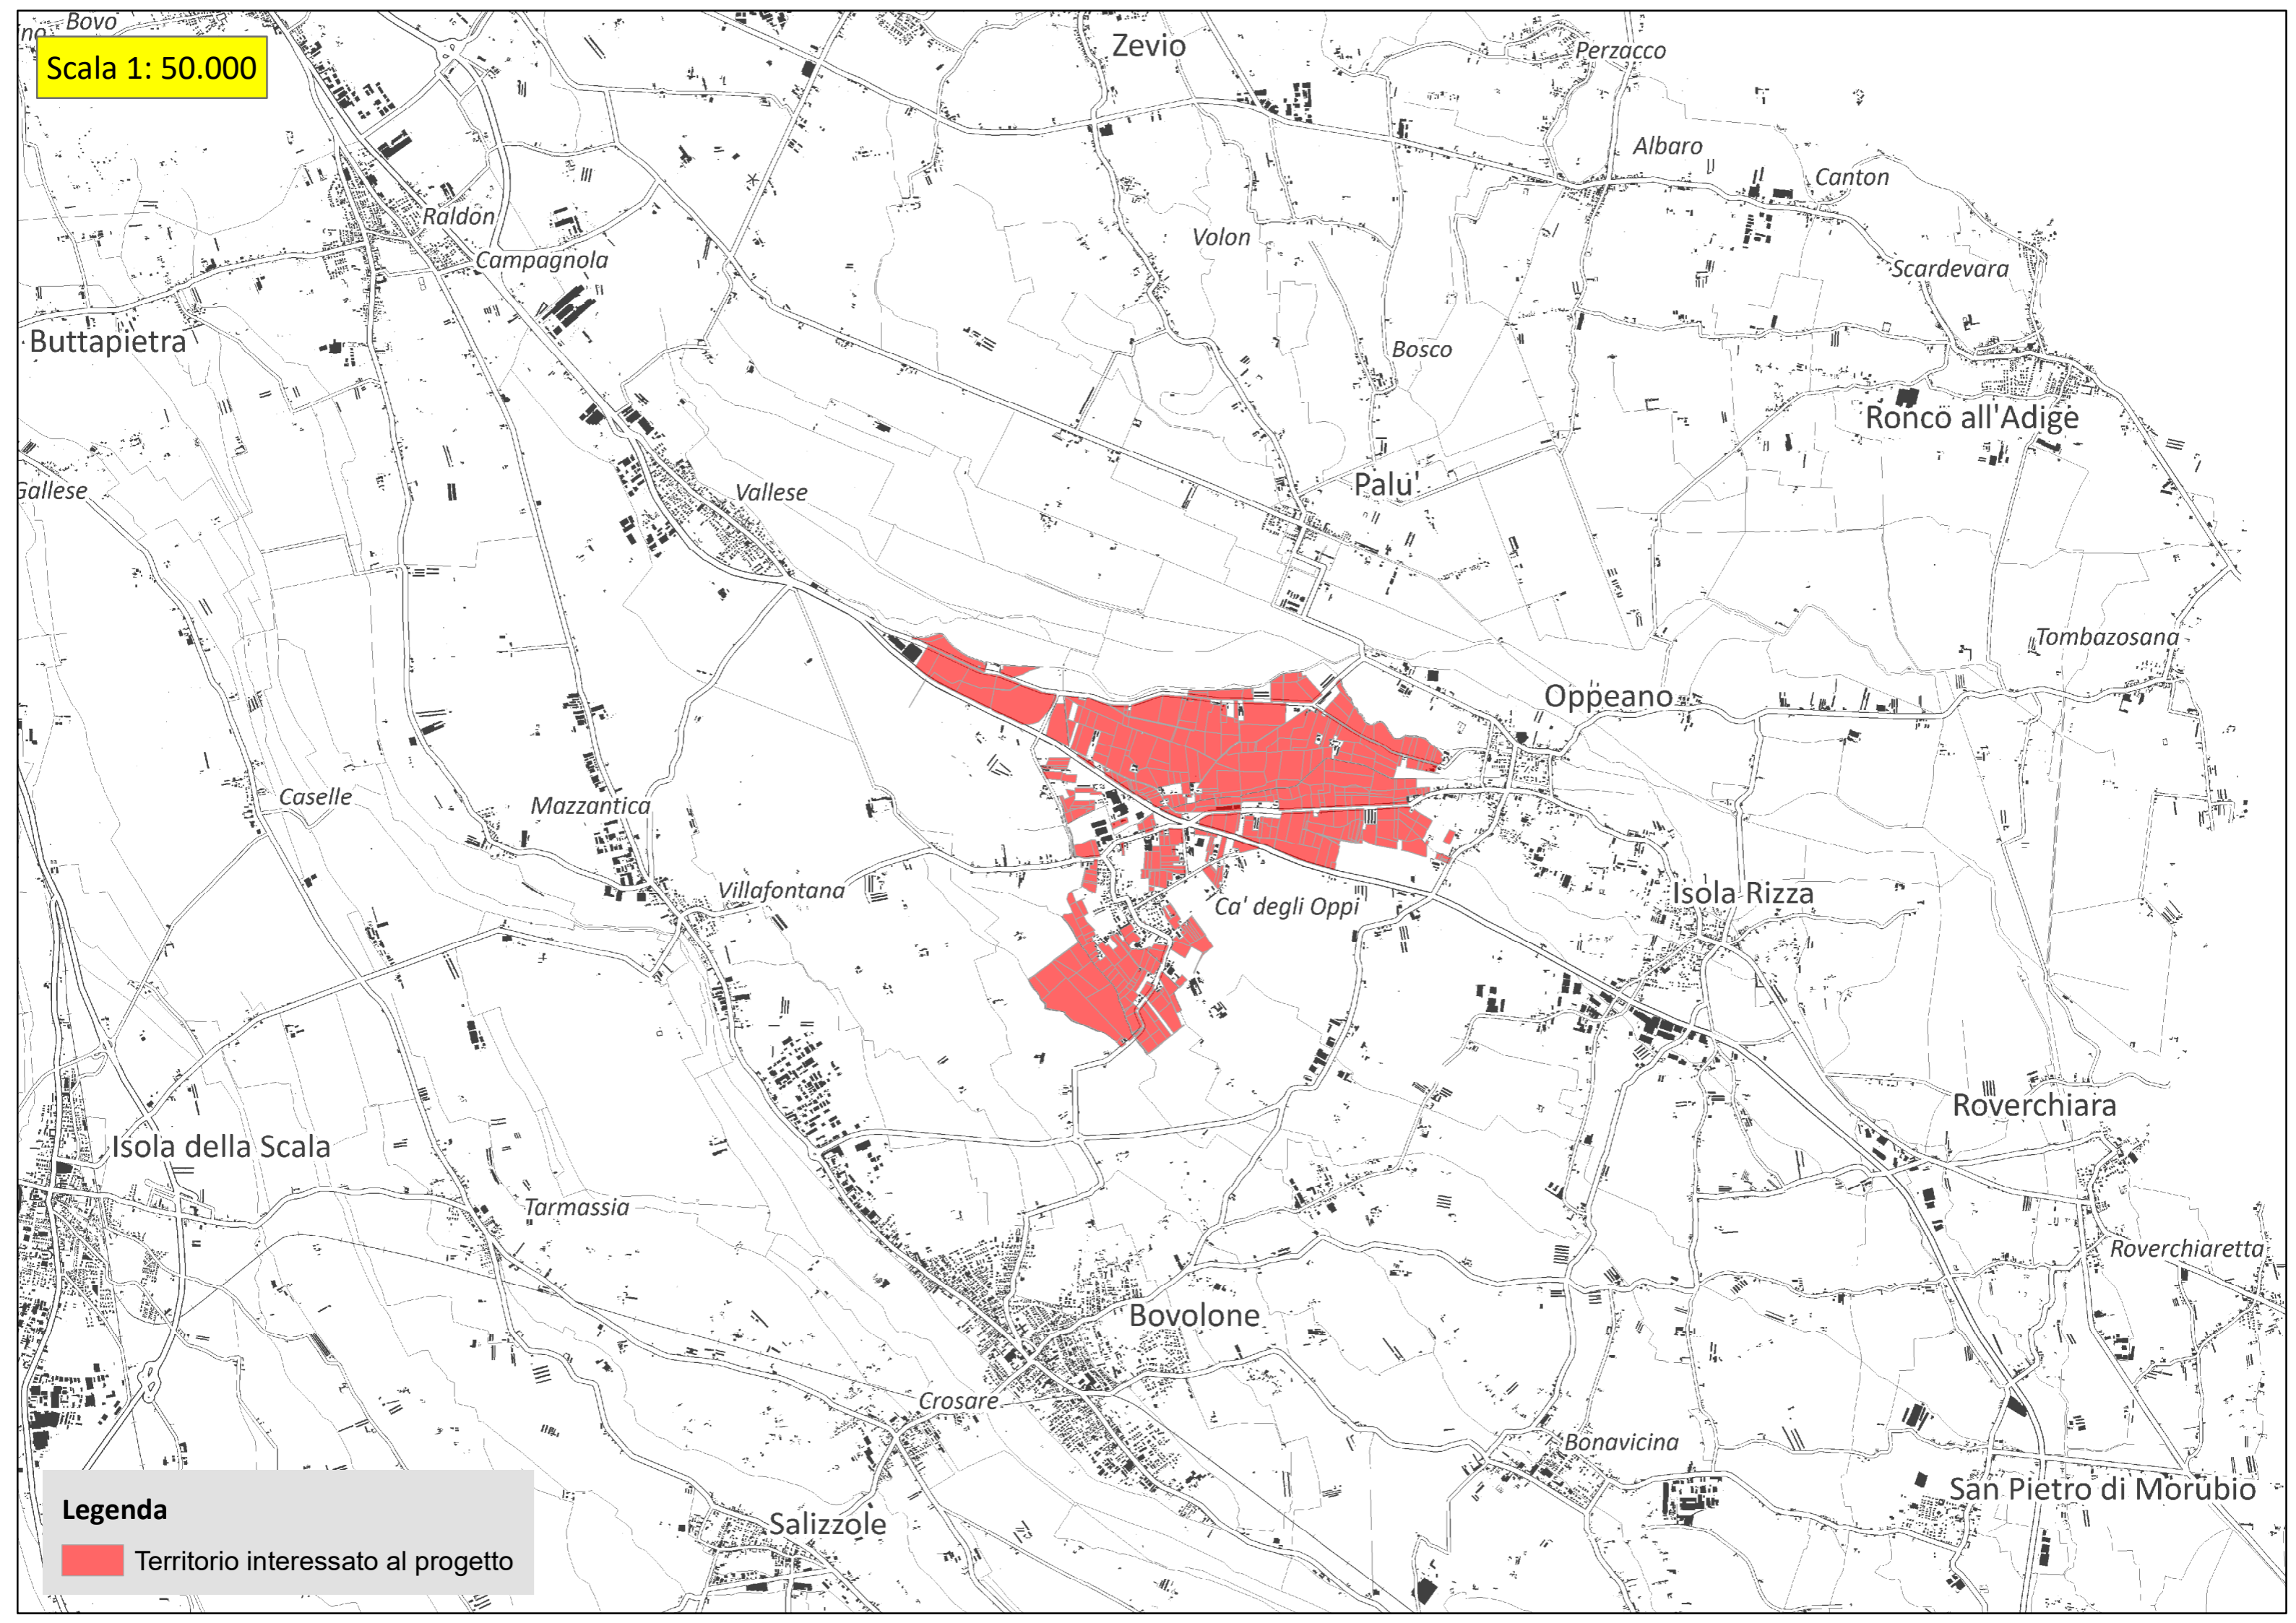 Bovo
no
Scala 1: 50.000
Zevio
Perzacco
Albaro
Canton
Raldon
Volon
Campagnola
Scardevara
Buttapietra
Bosco
Ronco all'Adige
Gallese
Vallese
Palu'
Tombazosana
Oppeano
Caselle
Mazzantica
Villafontana
Isola Rizza
Ca' degli Oppi
Roverchiara
Isola della Scala
Tarmassia
Roverchiaretta
Bovolone
Crosare
Bonavicina
San Pietro di Morubio
Salizzole
Legenda
Territorio interessato al progetto